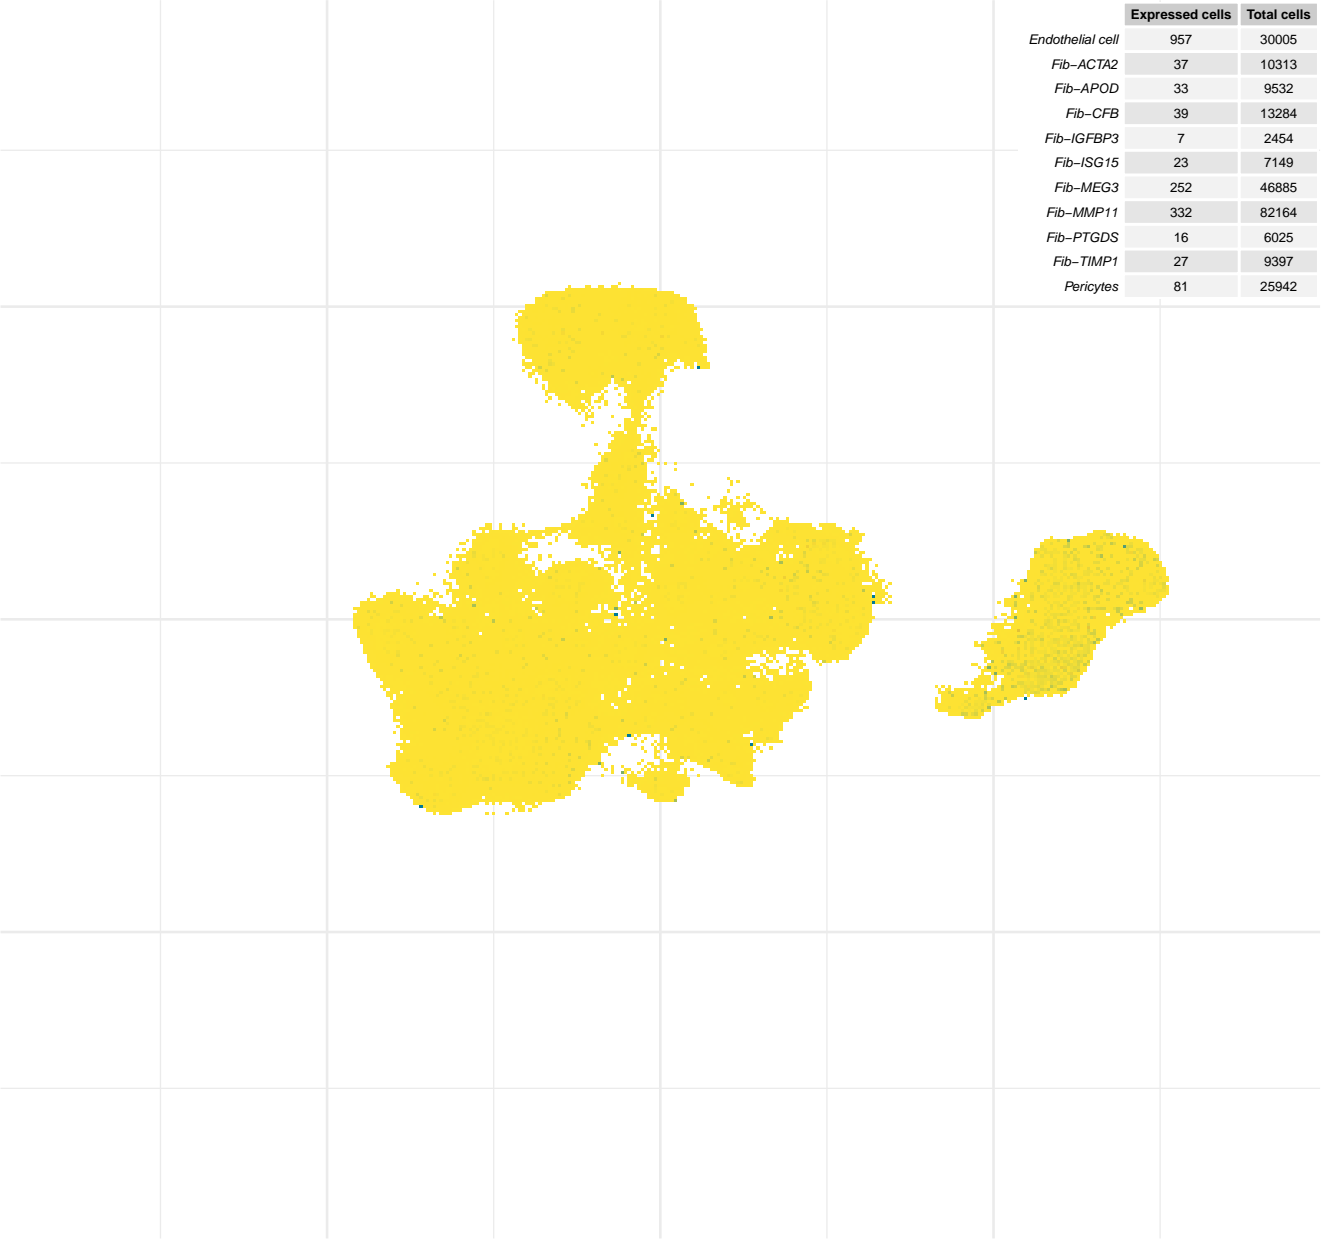 Expressed cells Total cells
Endothelial cell 957 30005
Fib−ACTA2 37 10313
Fib−APOD 33 9532
Fib−CFB 39 13284
Fib−IGFBP3 7 2454
Fib−ISG15 23 7149
Fib−MEG3 252 46885
Fib−MMP11 332 82164
Fib−PTGDS 16 6025
Fib−TIMP1 27 9397
Pericytes 81 25942